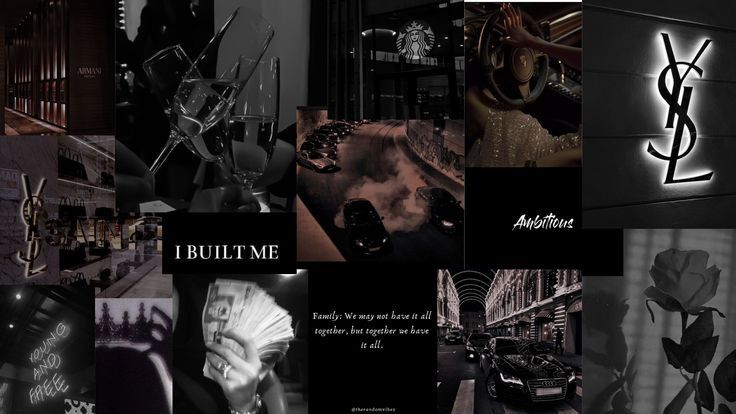 ARMANI
YSL
YSL
I BUILT ME
Ambitious
Family: We may not have it all
together, but together we have
it all.
YOUNG
AND
FREE
@therandomvibez